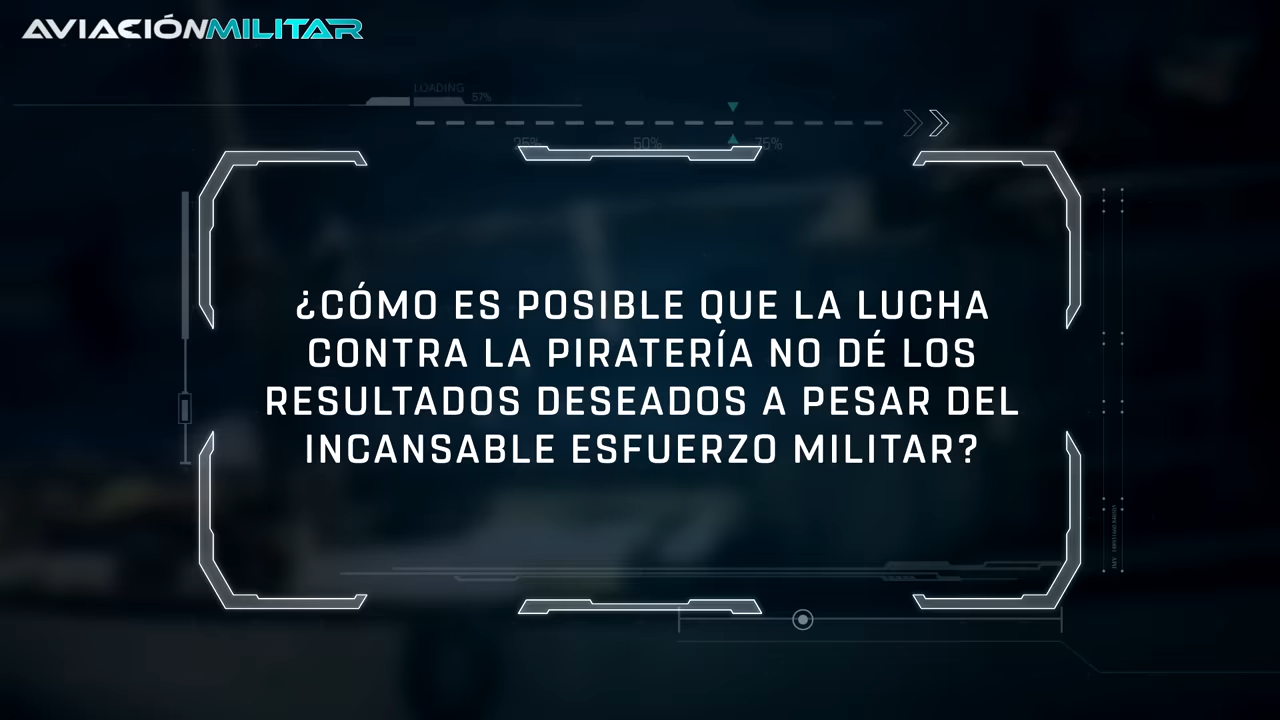 AVIACIÓNMILITAR
LOADING
57%
25% 50% 75%
¿CÓMO ES POSIBLE QUE LA LUCHA
CONTRA LA PIRATERÍA NO DÉ LOS
RESULTADOS DESEADOS A PESAR DEL
INCANSABLE ESFUERZO MILITAR?